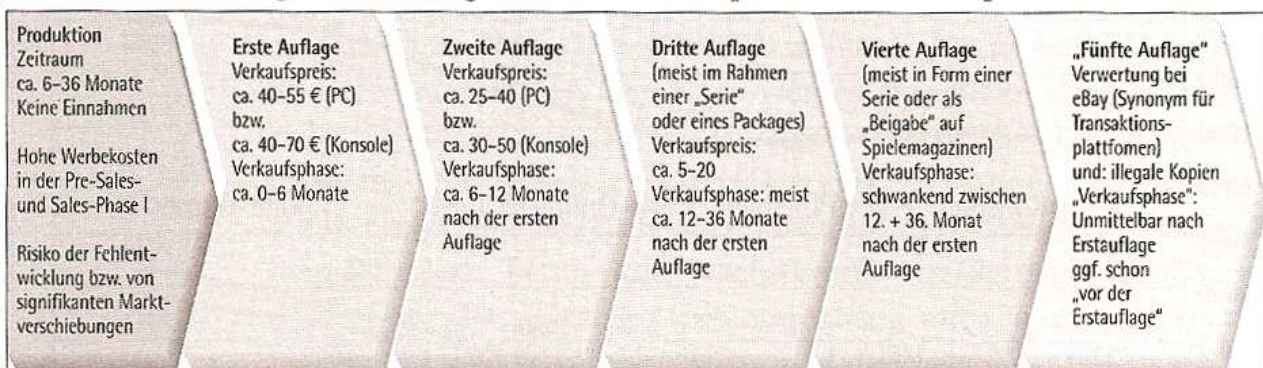 Produktion
Zeitraum
ca. 6–36 Monate
Keine Einnahmen
Hohe Werbekosten
in der Pre-Sales-
und Sales-Phase I
Risiko der Fehlent-
wicklung bzw. von
signifikanten Markt-
verschiebungen
Erste Auflage
Verkaufspreis:
ca. 40–55 € (PC)
bzw.
ca. 40–70 € (Konsole)
Verkaufsphase:
ca. 0–6 Monate
Zweite Auflage
Verkaufspreis:
ca. 25–40 (PC)
bzw.
ca. 30–50 (Konsole)
Verkaufsphase:
ca. 6–12 Monate
nach der ersten
Auflage
Dritte Auflage
(meist im Rahmen
einer „Serie"
oder eines Packages)
Verkaufspreis:
ca. 5–20
Verkaufsphase: meist
ca. 12–36 Monate
nach der ersten
Auflage
Vierte Auflage
(meist in Form einer
Serie oder als
„Beigabe" auf
Spielemagazinen)
Verkaufsphase:
schwankend zwischen
12. + 36. Monat
nach der ersten
Auflage
„Fünfte Auflage"
Verwertung bei
eBay (Synonym für
Transaktions-
plattfomen)
und: illegale Kopien
„Verkaufsphase":
Unmittelbar nach
Erstauflage
ggf. schon
„vor der
Erstauflage"